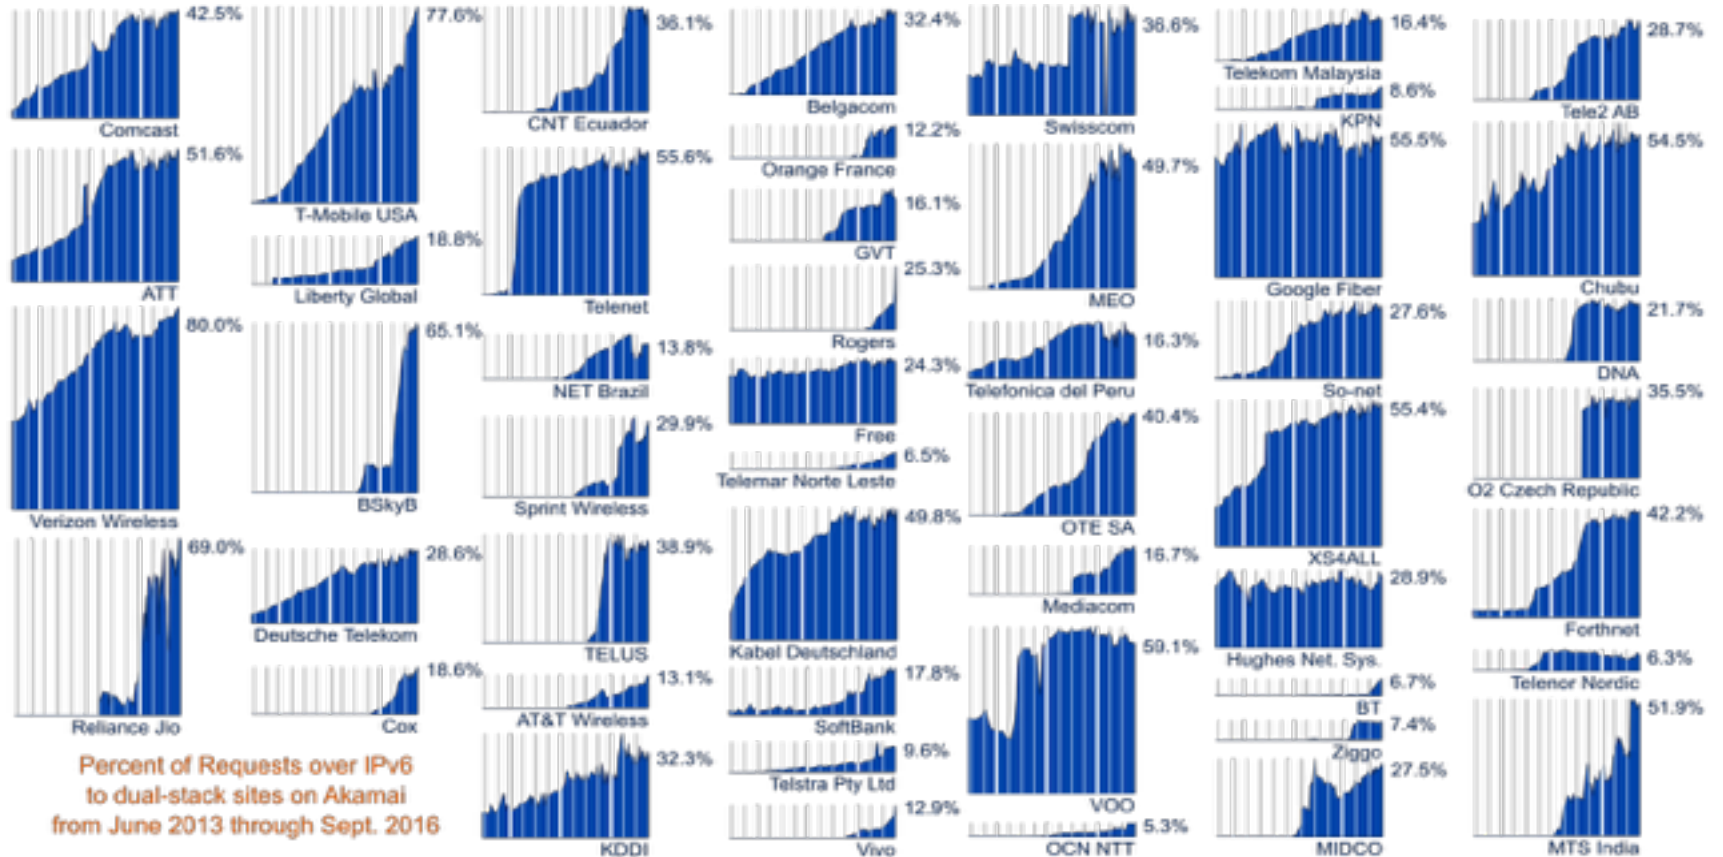 42.5%
Comcast
51.6%
ATT
80.0%
Verizon Wireless
69.0%
Reliance Jio
Percent of Requests over IPv6
to dual-stack sites on Akamai
from June 2013 through Sept. 2016
77.6%
T-Mobile USA
18.8%
Liberty Global
65.1%
BSkyB
28.6%
Deutsche Telekom
18.6%
Cox
36.1%
CNT Ecuador
55.6%
Telenet
13.8%
NET Brazil
29.9%
Sprint Wireless
38.9%
TELUS
13.1%
AT&T Wireless
32.3%
KDDI
32.4%
Belgacom
12.2%
Orange France
16.1%
GVT
25.3%
Rogers
24.3%
Free
6.5%
Telemar Norte Leste
49.8%
Kabel Deutschland
17.8%
SoftBank
9.6%
Telstra Pty Ltd
12.9%
Vivo
36.6%
Swisscom
49.7%
MEO
16.3%
Telefonica del Peru
40.4%
OTE SA
16.7%
Mediacom
59.1%
VOO
5.3%
OCN NTT
16.4%
Telekom Malaysia
8.6%
KPN
55.5%
Google Fiber
27.6%
So-net
55.4%
XS4ALL
28.9%
Hughes Net. Sys.
6.7%
BT
7.4%
Ziggo
27.5%
MIDCO
28.7%
Tele2 AB
54.5%
Chubu
21.7%
DNA
35.5%
O2 Czech Republic
42.2%
Forthnet
6.3%
Telenor Nordic
51.9%
MTS India